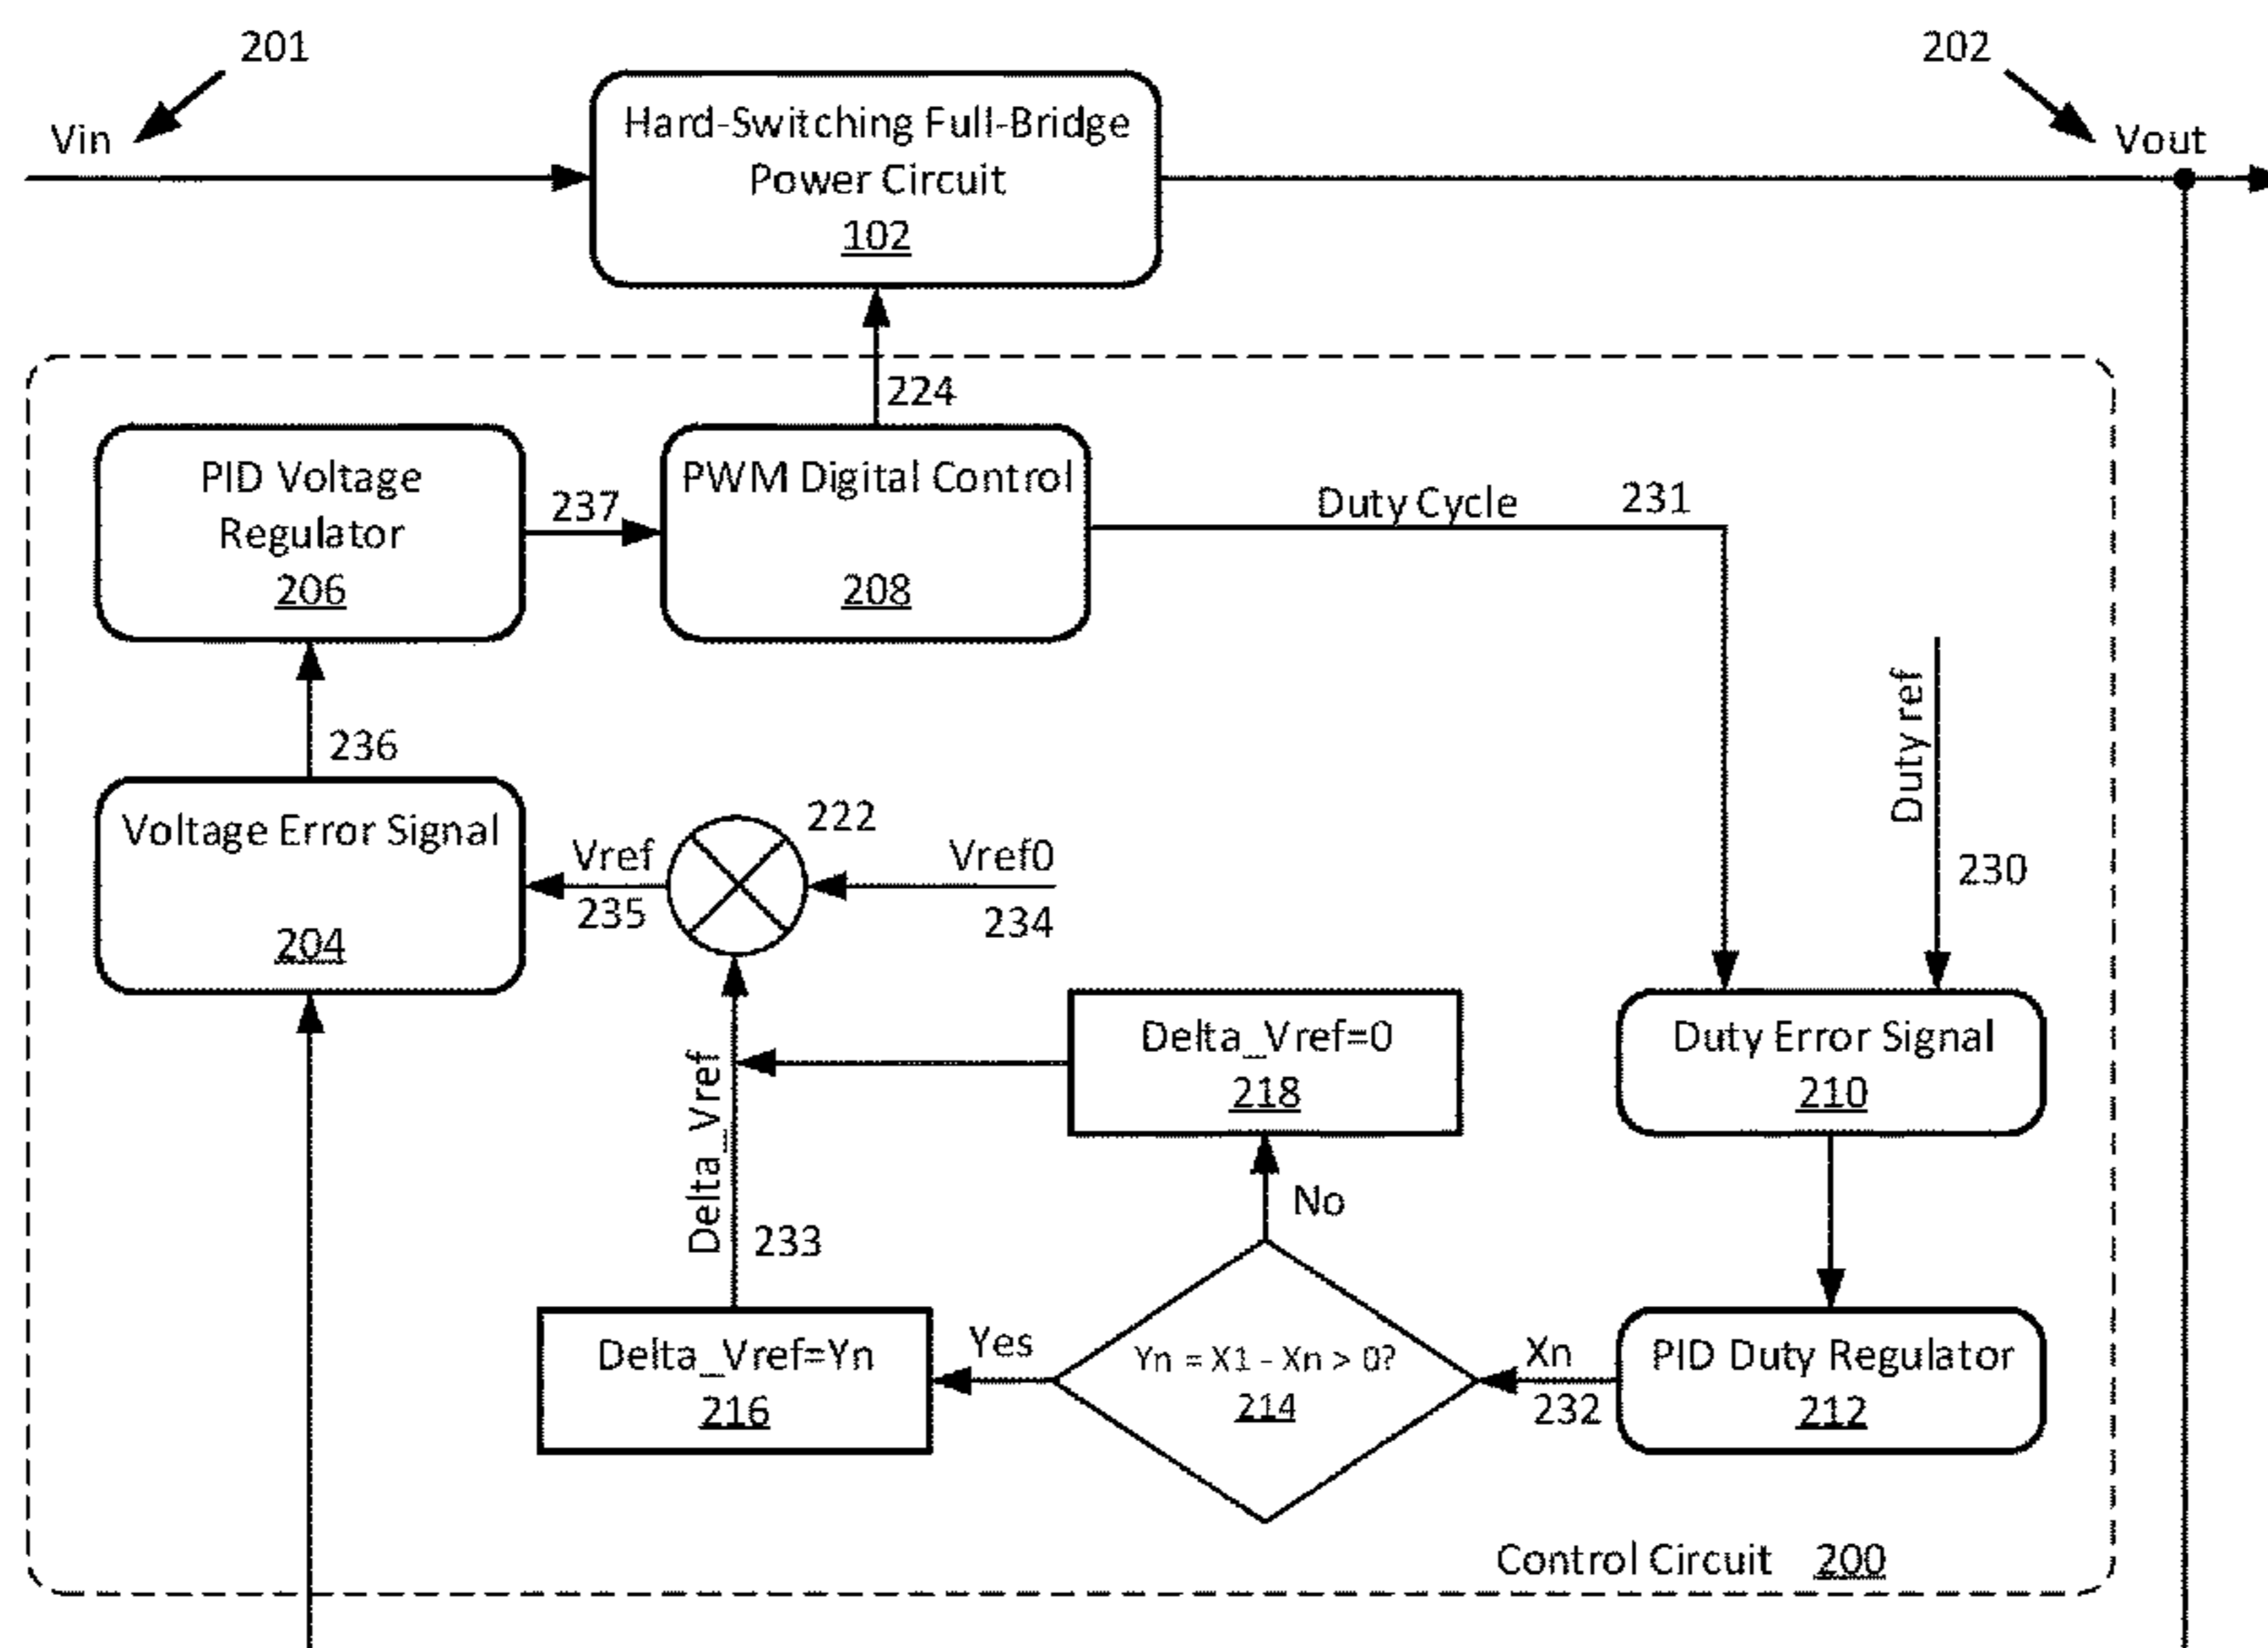 201
202
Vin
Vout
Hard-Switching Full-Bridge
Power Circuit
102
224
PID Voltage
Regulator
206
237
PWM Digital Control
208
Duty Cycle
231
Duty ref
230
236
Voltage Error Signal
204
Vref
235
222
Vref0
234
Delta_Vref
233
Delta_Vref=0
218
Duty Error Signal
210
No
Delta_Vref=Yn
216
Yes
Yn = X1 - Xn > 0?
214
Xn
232
PID Duty Regulator
212
Control Circuit 200